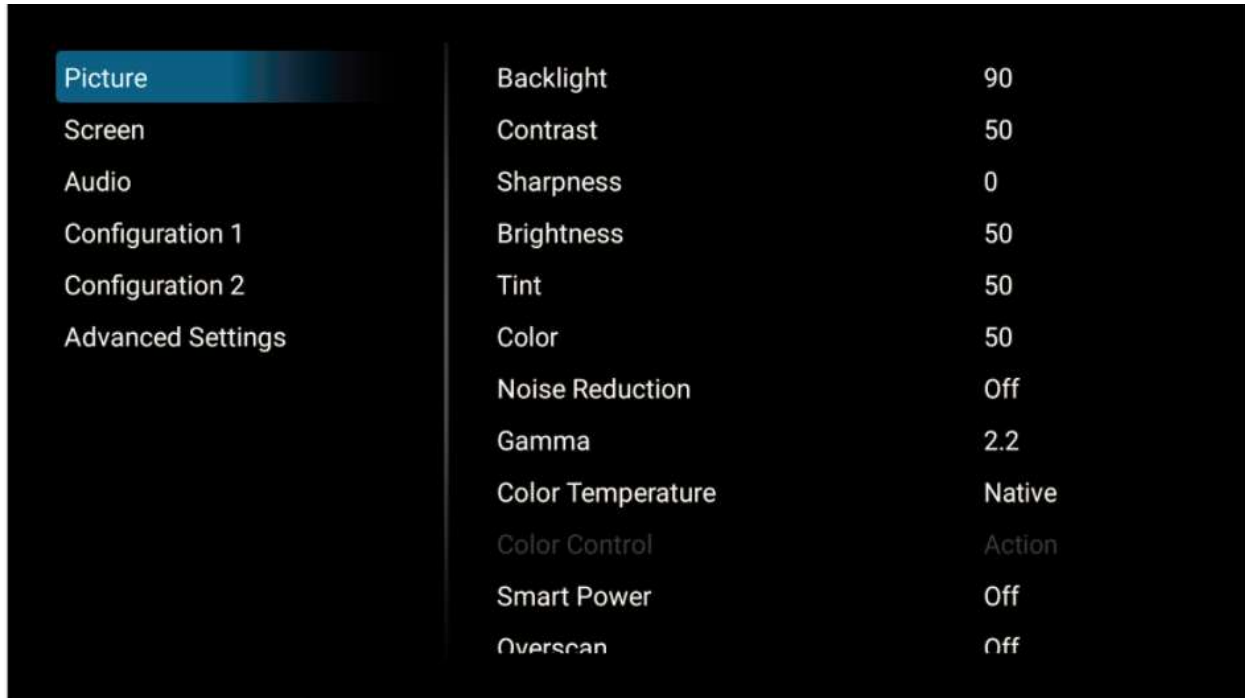 Picture
Screen
Audio
Configuration 1
Configuration 2
Advanced Settings
Backlight 90
Contrast 50
Sharpness 0
Brightness 50
Tint 50
Color 50
Noise Reduction Off
Gamma 2.2
Color Temperature Native
Color Control Action
Smart Power Off
Overscan Off